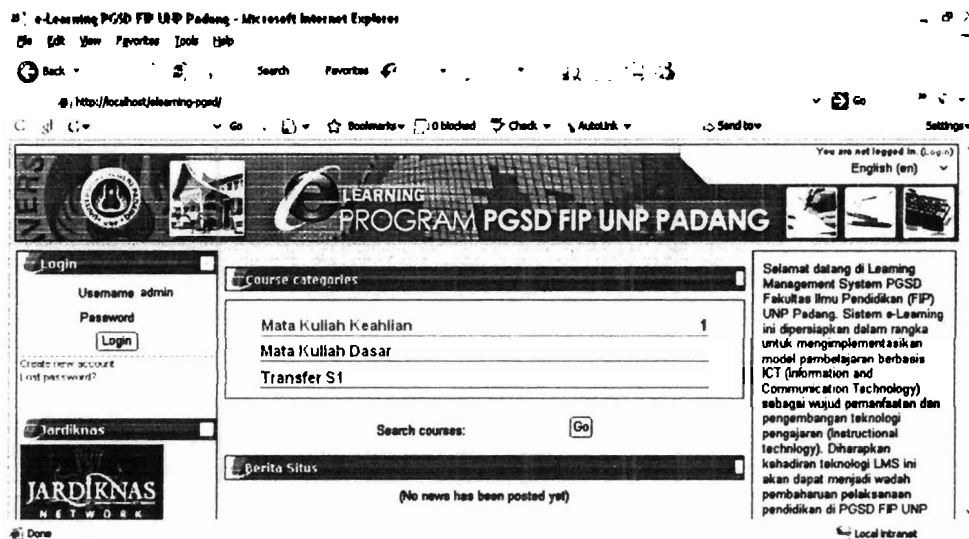 e-Learning PGSD FIP UNP Padang - Microsoft Internet Explorer
File Edit View Favorites Tools Help
Back Search Favorites
http://localhost/elearning-pgsd/ Go
Go Bookmarks 0 blocked Check AutoLink Send to Settings
You are not logged in. (Login)
English (en)
LEARNING
PROGRAM PGSD FIP UNP PADANG
Login
Username admin
Password
Login
Create new account
Lost password?
Jardiknas
JARDIKNAS
NETWORK
Course categories
Mata Kuliah Keahlian 1
Mata Kuliah Dasar
Transfer S1
Search courses: Go
Berita Situs
(No news has been posted yet)
Selamat datang di Learning
Management System PGSD
Fakultas Ilmu Pendidikan (FIP)
UNP Padang. Sistem e-Learning
ini dipersiapkan dalam rangka
untuk mengimplementasikan
model pembelajaran berbasis
ICT (Information and
Communication Technology)
sebagai wujud pemanfaatan dan
pengembangan teknologi
pengajaran (Instructional
technlogy). Diharapkan
kehadiran teknologi LMS ini
akan dapat menjadi wadah
pembaharuan pelaksanaan
pendidikan di PGSD FIP UNP
Done
Local intranet